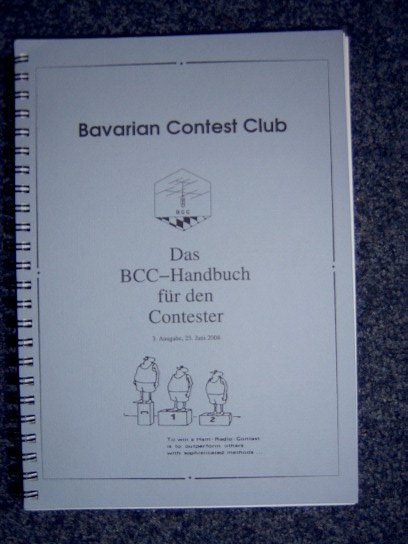 Bavarian Contest Club
BCC
Das
BCC-Handbuch
für den
Contester
3. Ausgabe, 25. Juni 2004
- 1 2
To win a Ham-Radio-Contest
is to outperform others
with sophisticated methods....